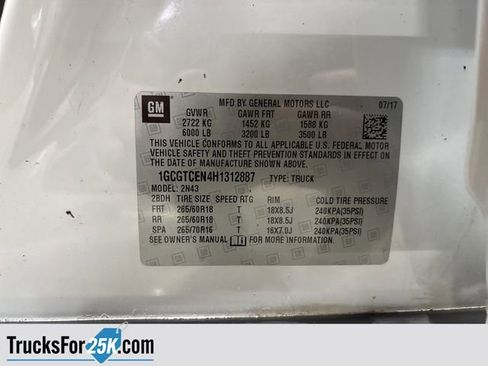 GM
MFD BY GENERAL MOTORS LLC 07/17
GVWR GAWR FRT GAWR RR
2722 KG 1452 KG 1588 KG
6000 LB 3200 LB 3500 LB
THIS VEHICLE CONFORMS TO ALL APPLICABLE U.S. FEDERAL MOTOR
VEHICLE SAFETY AND THEFT PREVENTION STANDARDS IN EFFECT ON
THE DATE OF MANUFACTURE SHOWN ABOVE.
1GCGTCEN4H1312887 TYPE: TRUCK
MODEL: 2N43
2BDH TIRE SIZE SPEED RTG RIM COLD TIRE PRESSURE
FRT 265/60R18 T 18X8.5J 240KPA(35PSI)
RR 265/60R18 T 18X8.5J 240KPA(35PSI)
SPA 265/70R16 T 16X7.0J 240KPA(35PSI)
SEE OWNER'S MANUAL FOR MORE INFORMATION.
TrucksFor25K.com